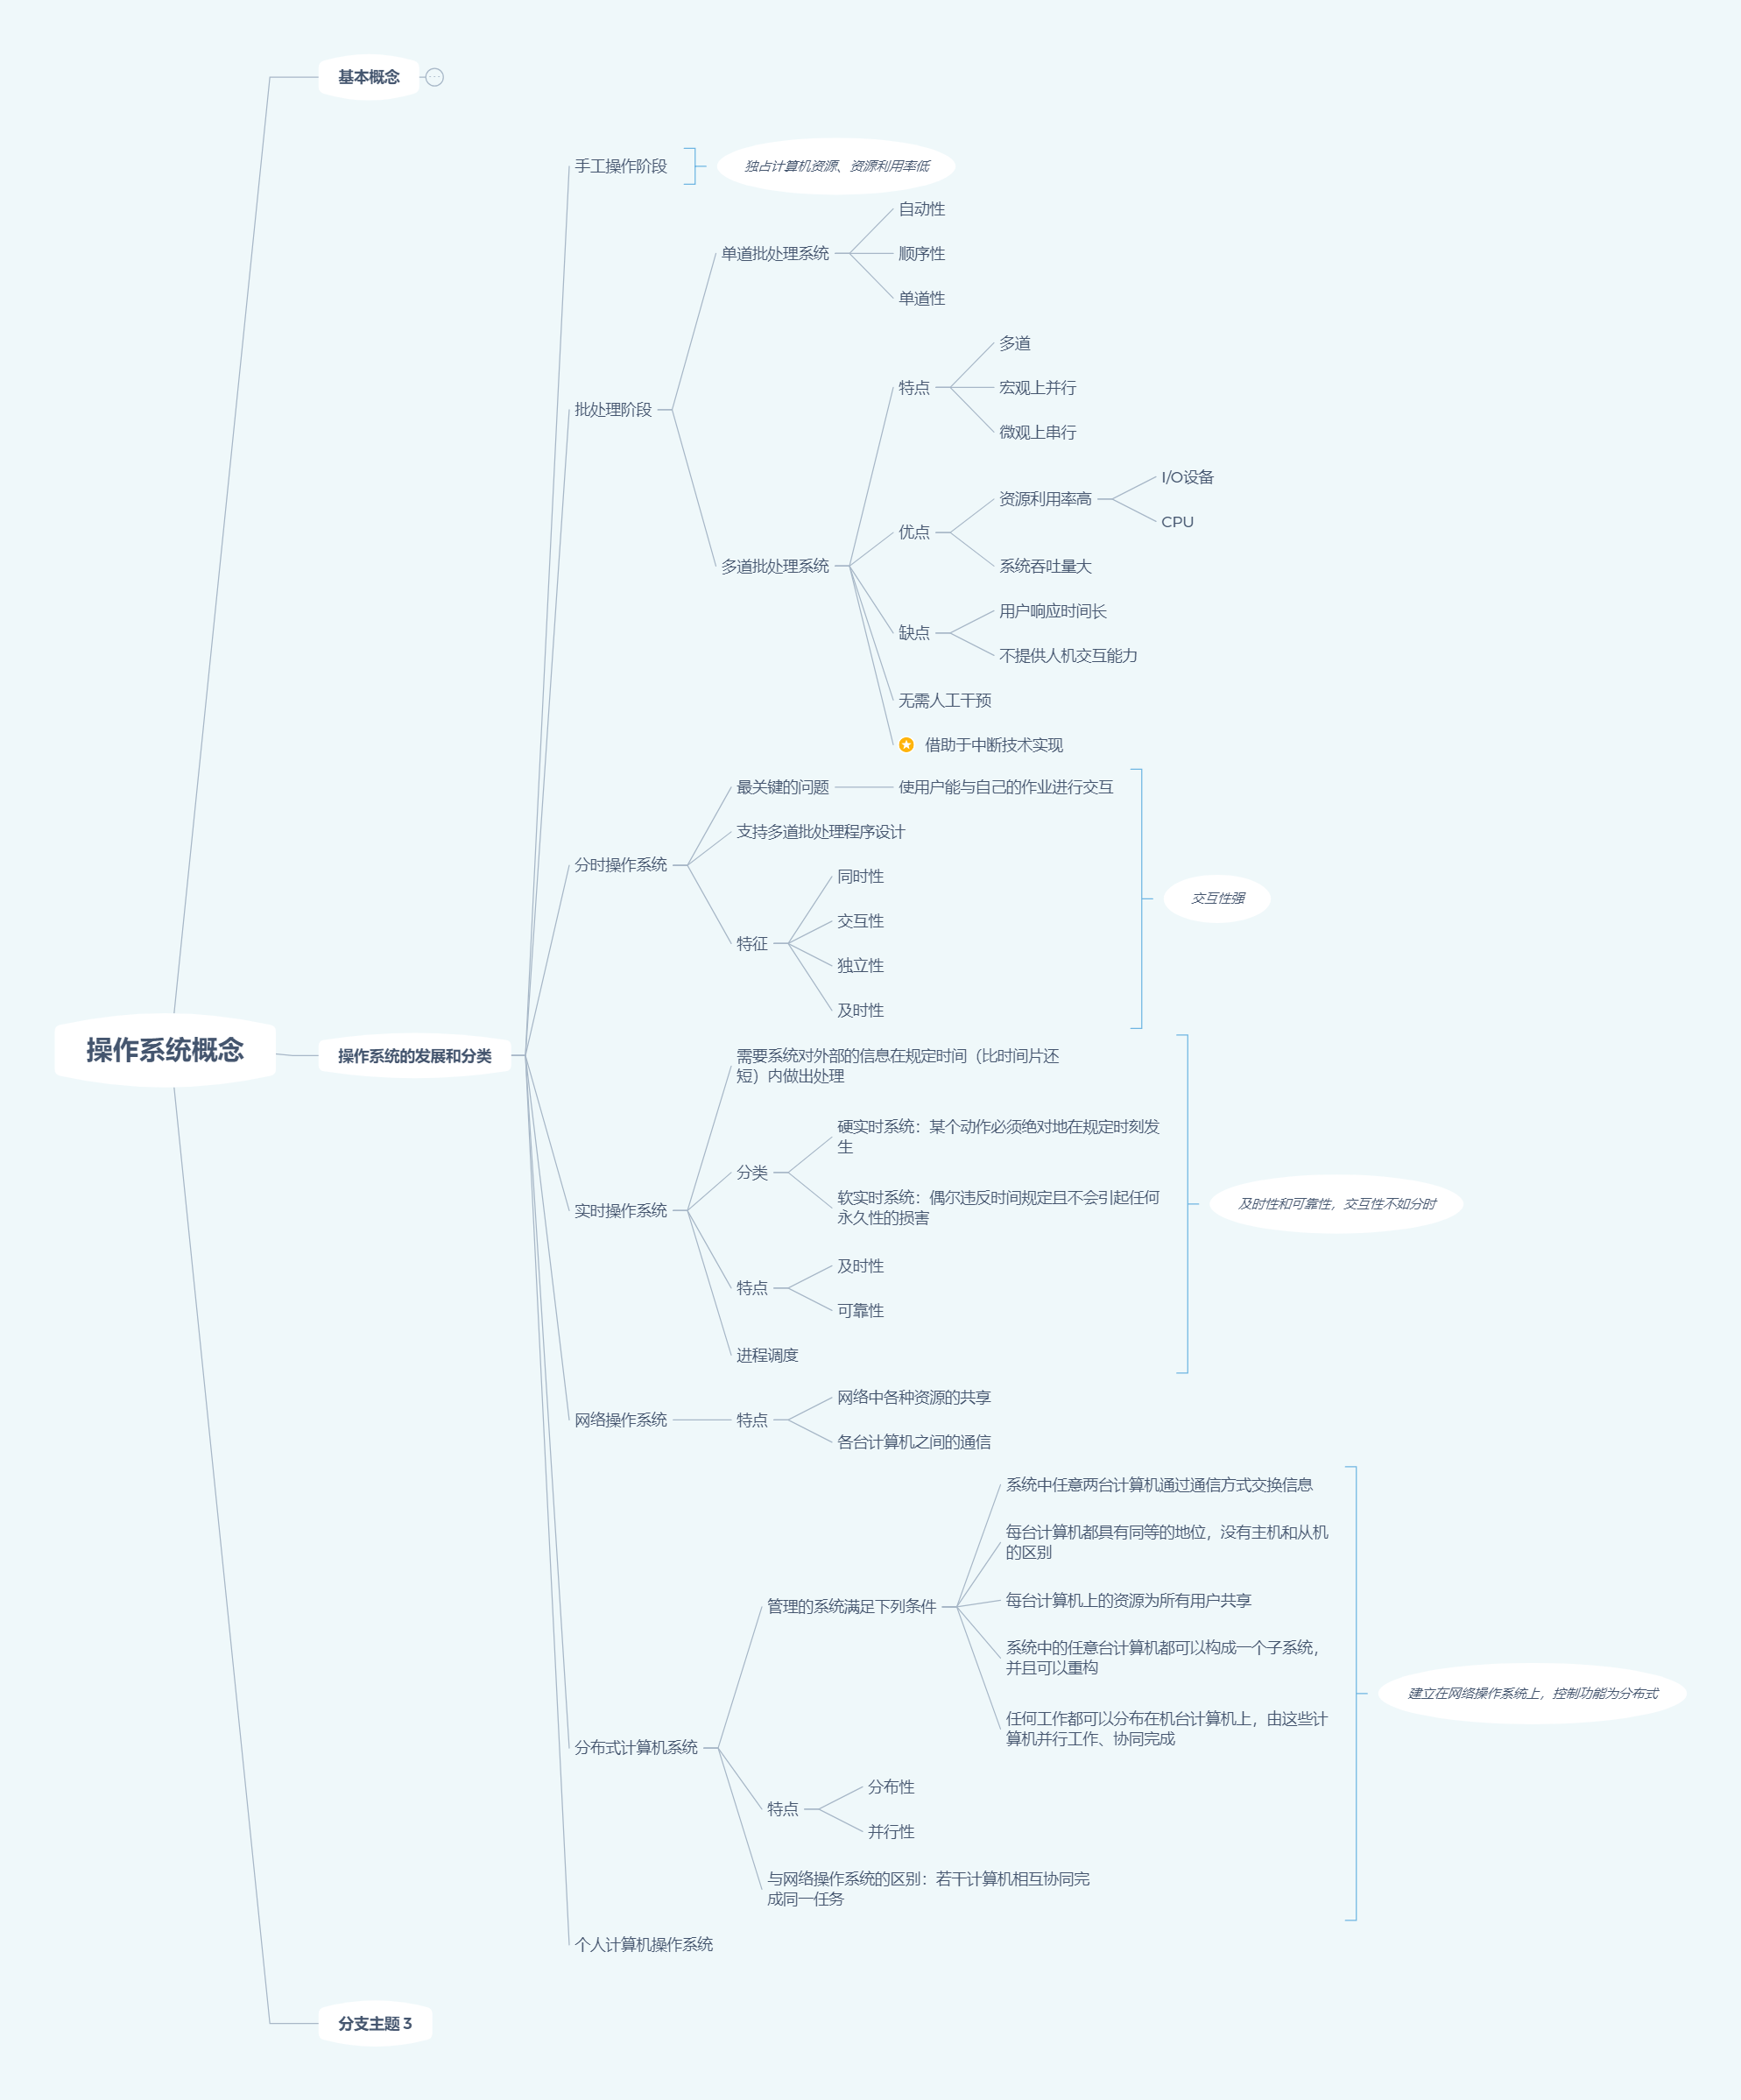 基本概念
手工操作阶段
独占计算机资源、资源利用率低
自动性
单道批处理系统
顺序性
单道性
多道
特点
宏观上并行
批处理阶段
微观上串行
I/O设备
资源利用率高
CPU
优点
多道批处理系统
系统吞吐量大
用户响应时间长
缺点
不提供人机交互能力
无需人工干预
借助于中断技术实现
最关键的问题
使用户能与自己的作业进行交互
支持多道批处理程序设计
分时操作系统
同时性
交互性
特征
独立性
及时性
交互性强
操作系统概念
操作系统的发展和分类
需要系统对外部的信息在规定时间（比时间片还
短）内做出处理
硬实时系统：某个动作必须绝对地在规定时刻发
生
分类
软实时系统：偶尔违反时间规定且不会引起任何
永久性的损害
实时操作系统
及时性和可靠性，交互性不如分时
及时性
特点
可靠性
进程调度
网络中各种资源的共享
网络操作系统
特点
各台计算机之间的通信
系统中任意两台计算机通过通信方式交换信息
每台计算机都具有同等的地位，没有主机和从机
的区别
管理的系统满足下列条件
每台计算机上的资源为所有用户共享
系统中的任意台计算机都可以构成一个子系统，
并且可以重构
任何工作都可以分布在机台计算机上，由这些计
算机并行工作、协同完成
建立在网络操作系统上，控制功能为分布式
分布式计算机系统
分布性
特点
并行性
与网络操作系统的区别：若干计算机相互协同完
成同一任务
个人计算机操作系统
分支主题 3